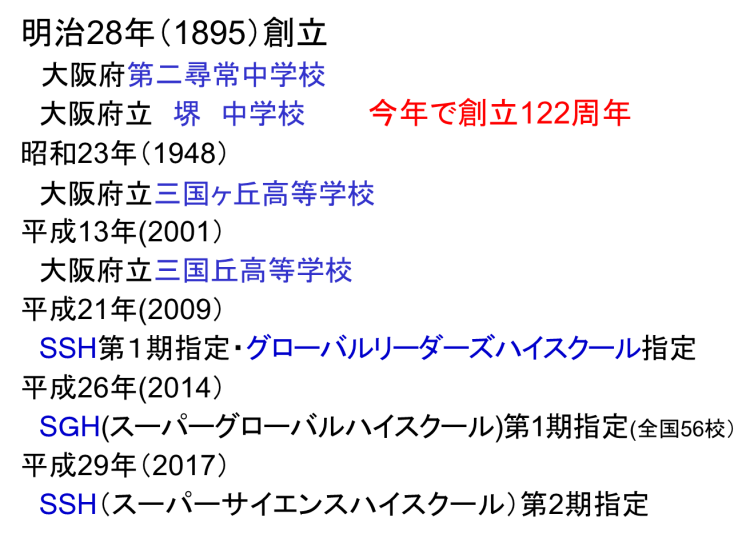 明治28年（1895）創立
大阪府第二尋常中学校
大阪府立　堺　中学校　　今年で創立122周年
昭和23年（1948）
大阪府立三国ヶ丘高等学校
平成13年(2001）
大阪府立三国丘高等学校
平成21年(2009）
SSH第１期指定・グローバルリーダーズハイスクール指定
平成26年(2014）
SGH(スーパーグローバルハイスクール)第1期指定(全国56校）
平成29年（2017）
SSH（スーパーサイエンスハイスクール）第2期指定